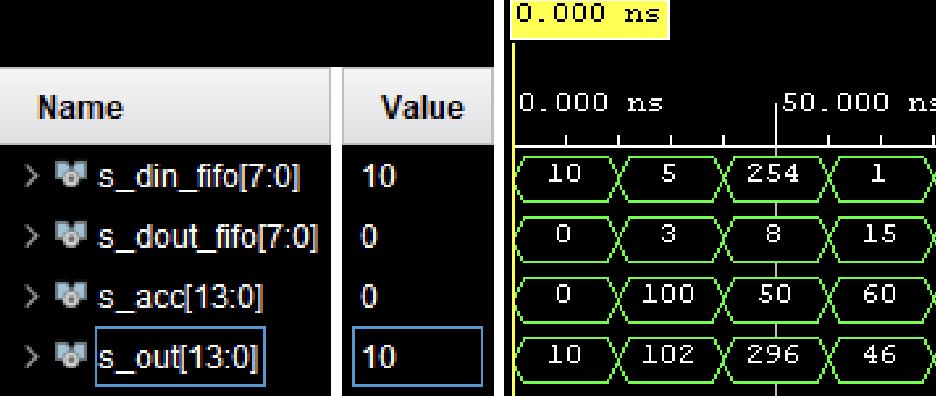 0.000 ns
Name Value
0.000 ns 50.000 ns
s_din_fifo[7:0] 10 10 5 254 1
s_dout_fifo[7:0] 0 0 3 8 15
s_acc[13:0] 0 0 100 50 60
s_out[13:0] 10 10 102 296 46